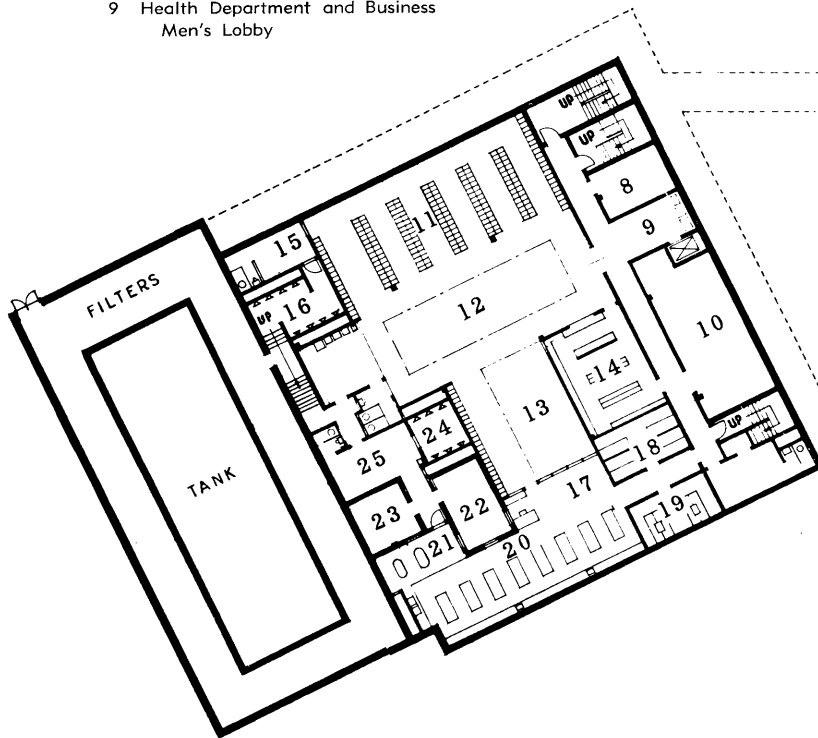 9 Health Department and Business
Men's Lobby
UP
UP
8
9
15
11
FILTERS
16
UP
12
10
14
E E
13
24
18
UP
25
TANK
17
22
19
23
21
20